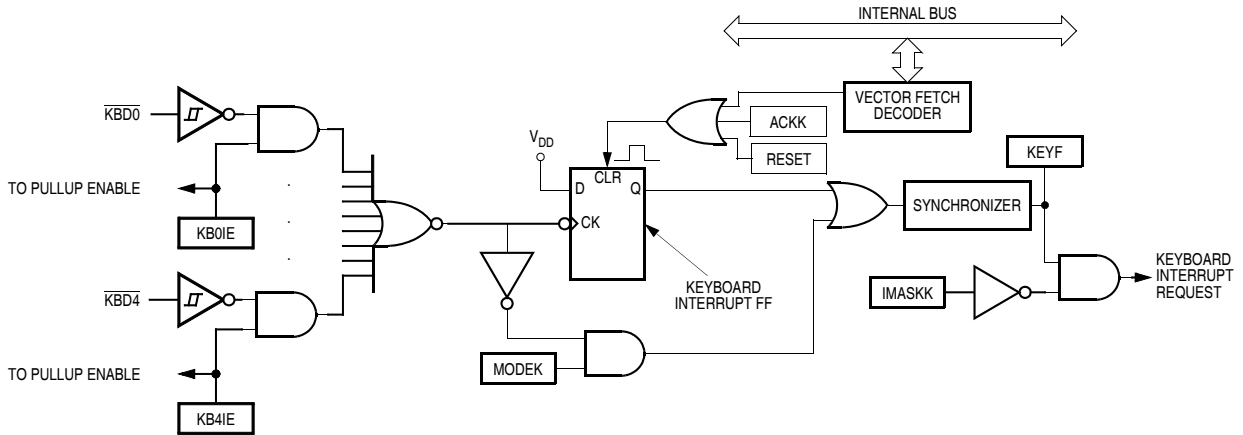 INTERNAL BUS
KBD0
VECTOR FETCH
DECODER
ACKK
RESET
VDD
KEYF
D
CLR
Q
CK
TO PULLUP ENABLE
KB0IE
SYNCHRONIZER
KEYBOARD
INTERRUPT FF
KEYBOARD
INTERRUPT
REQUEST
IMASKK
KBD4
MODEK
TO PULLUP ENABLE
KB4IE